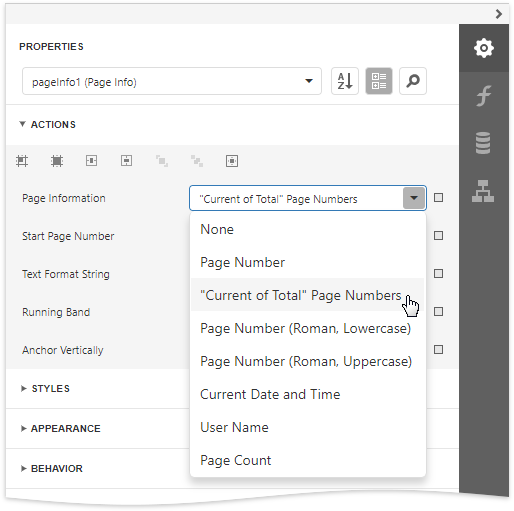 PROPERTIES
pageInfo1 (Page Info)
A
Z
ACTIONS
Page Information
"Current of Total" Page Numbers
Start Page Number
Text Format String
Running Band
Anchor Vertically
None
Page Number
"Current of Total" Page Numbers
Page Number (Roman, Lowercase)
Page Number (Roman, Uppercase)
Current Date and Time
User Name
Page Count
STYLES
APPEARANCE
BEHAVIOR